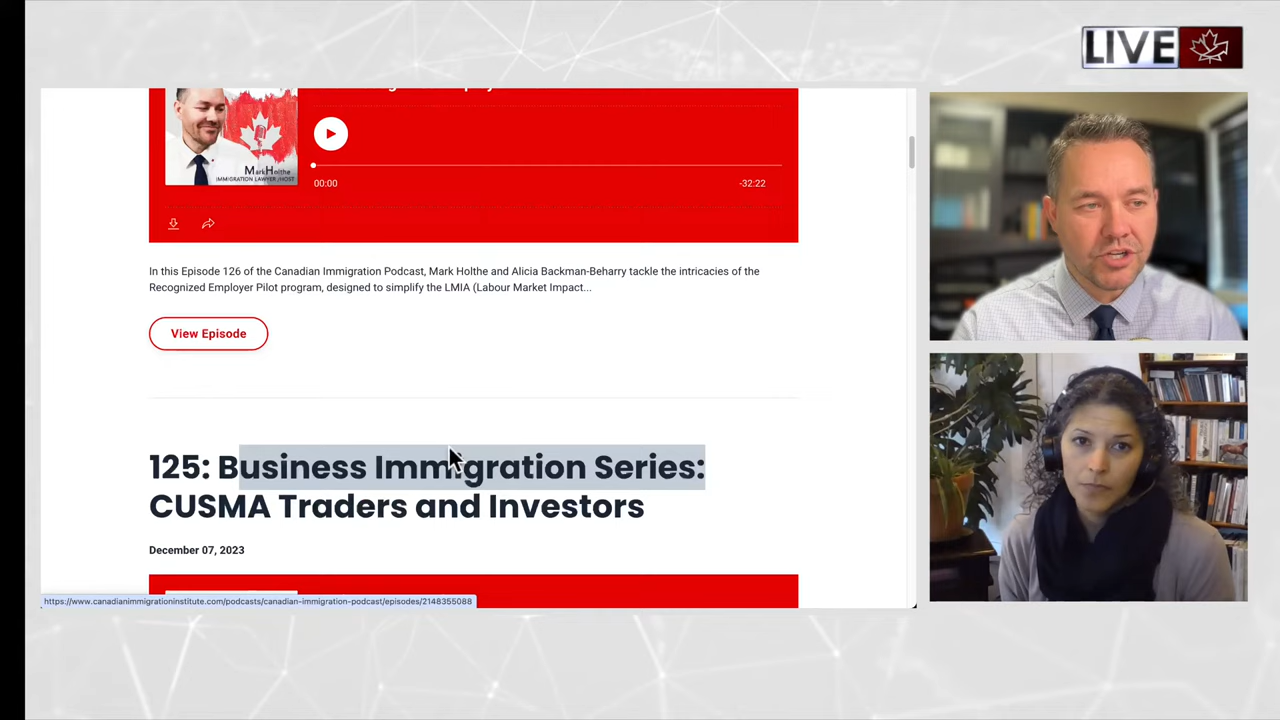 LIVE
MarkHolthe
IMMIGRATION LAWYER / HOST
00:00
-32:22
In this Episode 126 of the Canadian Immigration Podcast, Mark Holthe and Alicia Backman-Beharry tackle the intricacies of the
Recognized Employer Pilot program, designed to simplify the LMIA (Labour Market Impact...
View Episode
125: Business Immigration Series:
CUSMA Traders and Investors
December 07, 2023
https://www.canadianimmigrationinstitute.com/podcasts/canadian-immigration-podcast/episodes/2148355088